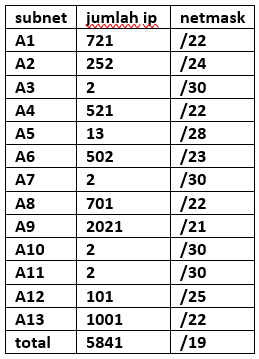 subnet jumlah ip netmask
A1 721 /22
A2 252 /24
A3 2 /30
A4 521 /22
A5 13 /28
A6 502 /23
A7 2 /30
A8 701 /22
A9 2021 /21
A10 2 /30
A11 2 /30
A12 101 /25
A13 1001 /22
total 5841 /19